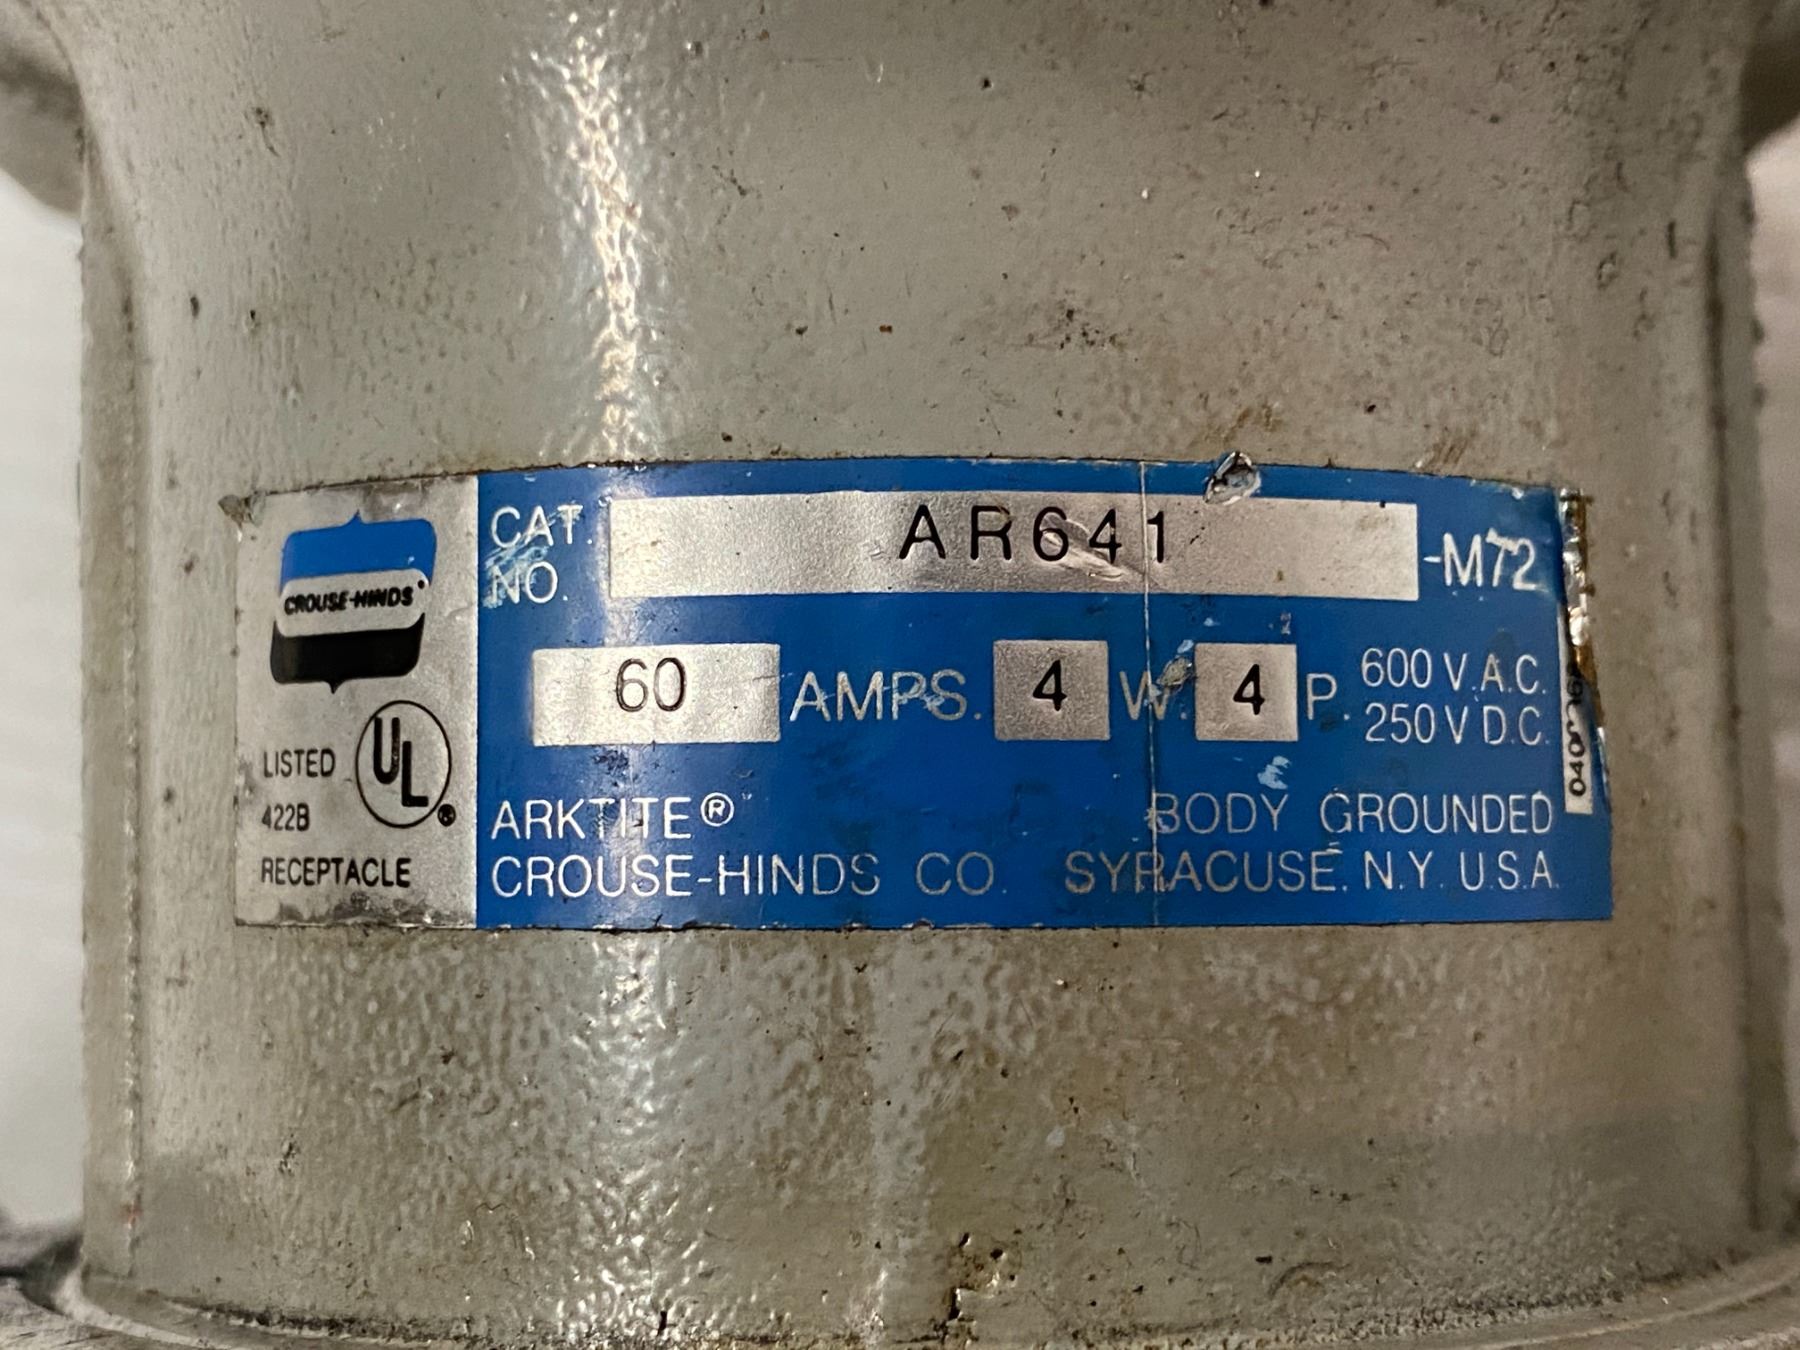 CROUSE-HINDS
LISTED UL
422B
RECEPTACLE
CAT. NO. AR641 -M72
60 AMPS. 4 W. 4 P. 600 V.A.C.
250 V D.C.
ARKTITE® BODY GROUNDED
CROUSE-HINDS CO. SYRACUSE. N.Y. U.S.A.